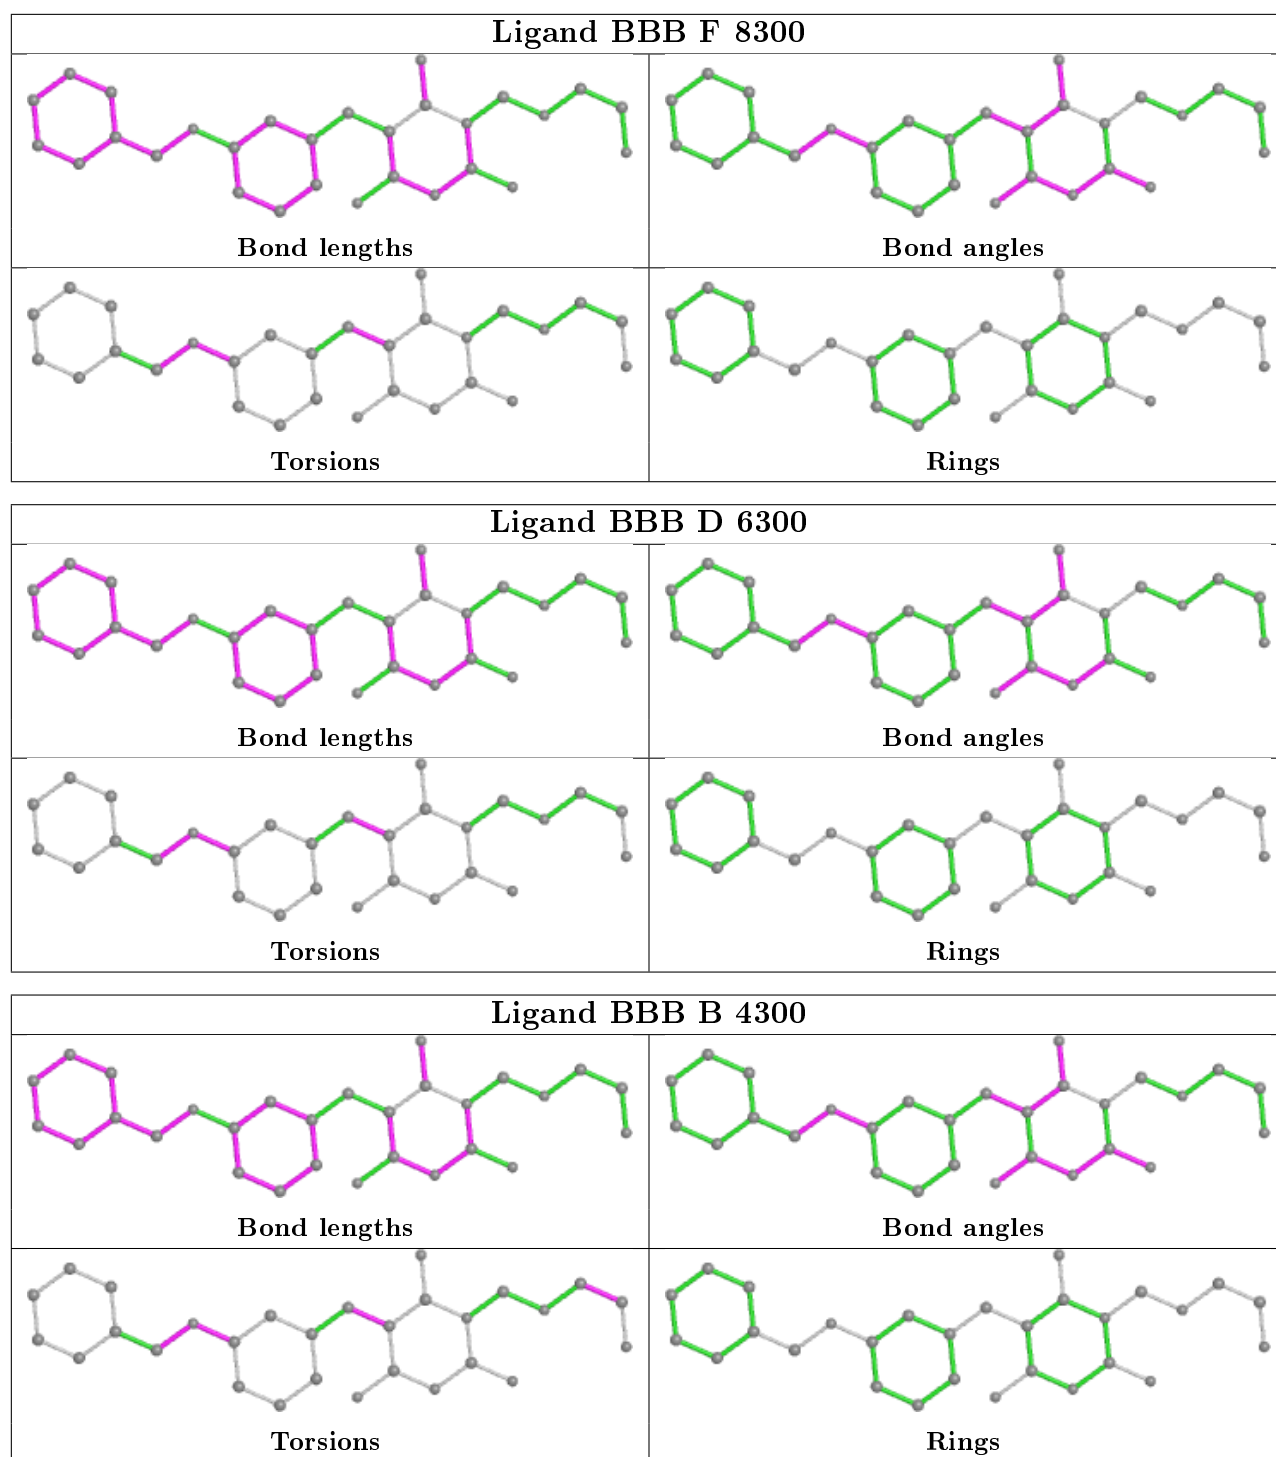 Ligand BBB F 8300
Bond lengths
Bond angles
Torsions
Rings
Ligand BBB D 6300
Bond lengths
Bond angles
Torsions
Rings
Ligand BBB B 4300
Bond lengths
Bond angles
Torsions
Rings